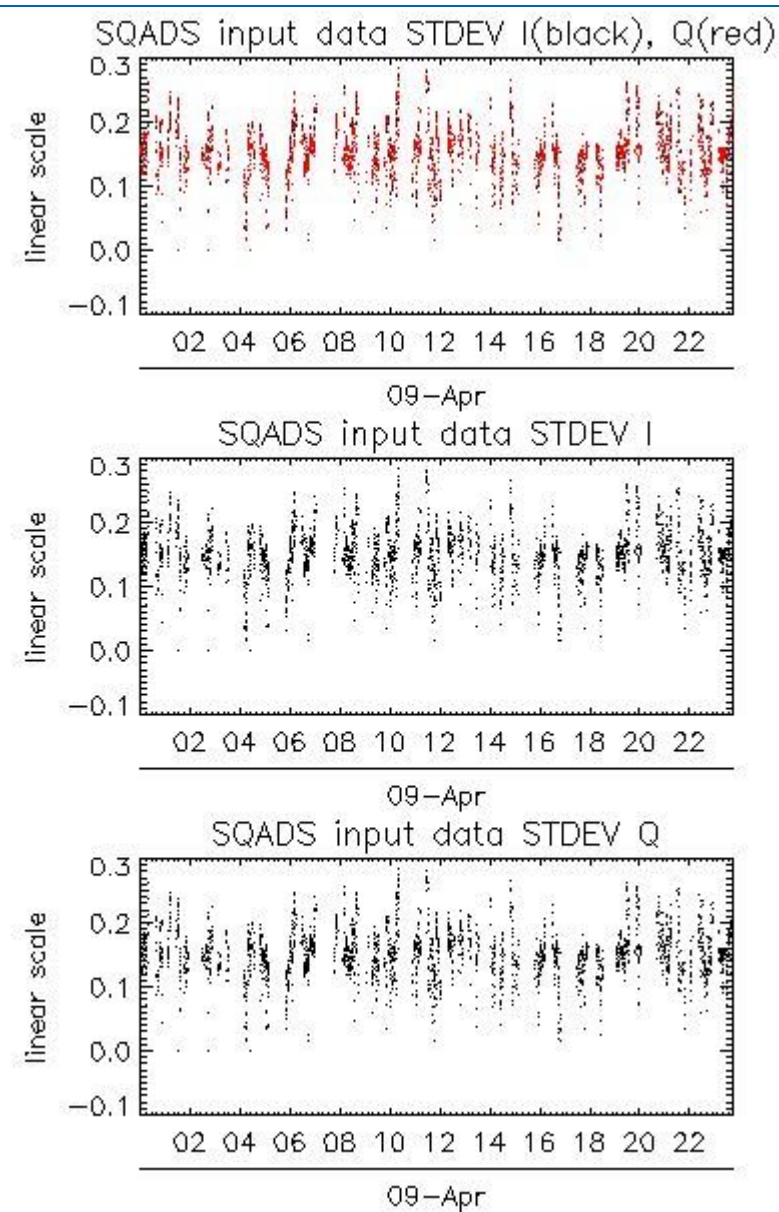 SQADS input data STDEV I(black), Q(red)
0.3
0.2
0.1
0.0
−0.1
linear scale
02 04 06 08 10 12 14 16 18 20 22
09−Apr
SQADS input data STDEV I
0.3
0.2
0.1
0.0
−0.1
linear scale
02 04 06 08 10 12 14 16 18 20 22
09−Apr
SQADS input data STDEV Q
0.3
0.2
0.1
0.0
−0.1
linear scale
02 04 06 08 10 12 14 16 18 20 22
09−Apr